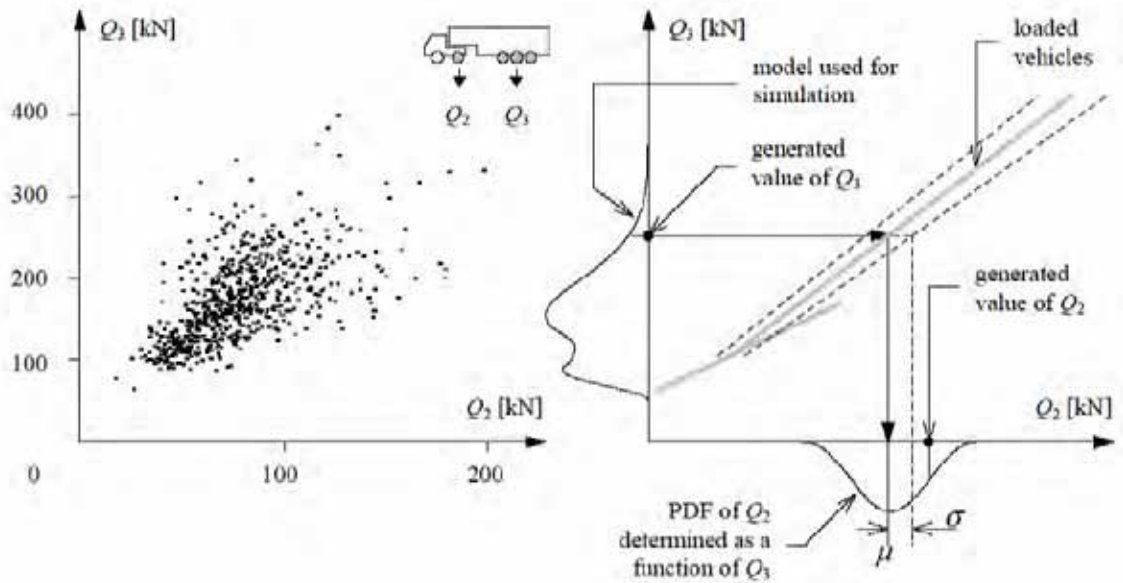 Q3 [kN]
Q2
Q3
400
300
200
100
0
Q2 [kN]
100
200
Q3 [kN]
loaded
vehicles
model used for
simulation
generated
value of Q3
generated
value of Q2
Q2 [kN]
PDF of Q2
determined as a
function of Q3
μ
σ